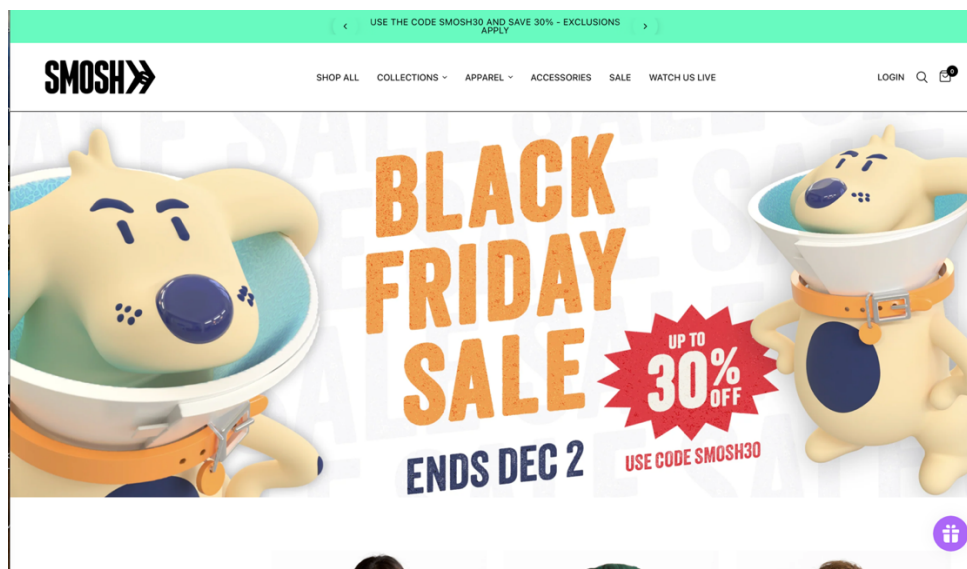 USE THE CODE SMOSH30 AND SAVE 30% - EXCLUSIONS
APPLY
SMOSH
SHOP ALL COLLECTIONS APPAREL ACCESSORIES SALE WATCH US LIVE
LOGIN
0
BLACK
FRIDAY
SALE
ENDS DEC 2
UP TO
30%
OFF
USE CODE SMOSH30